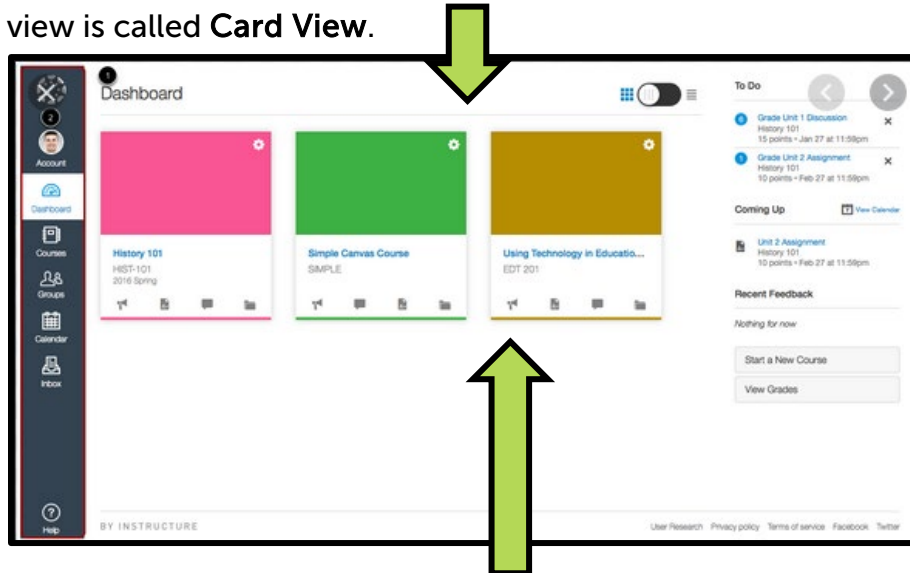 view is called Card View.
1
Dashboard
2
Account
Dashboard
Courses
Groups
Calendar
Inbox
Help
History 101
HIST-101
2016 Spring
Simple Canvas Course
SIMPLE
Using Technology in Educatio...
EDT 201
To Do
6
Grade Unit 1 Discussion
History 101
15 points • Jan 27 at 11:59pm
1
Grade Unit 2 Assignment
History 101
10 points • Feb 27 at 11:59pm
Coming Up
View Calendar
Unit 2 Assignment
History 101
10 points • Feb 27 at 11:59pm
Recent Feedback
Nothing for now
Start a New Course
View Grades
BY INSTRUCTURE
User Research Privacy policy Terms of service Facebook Twitter